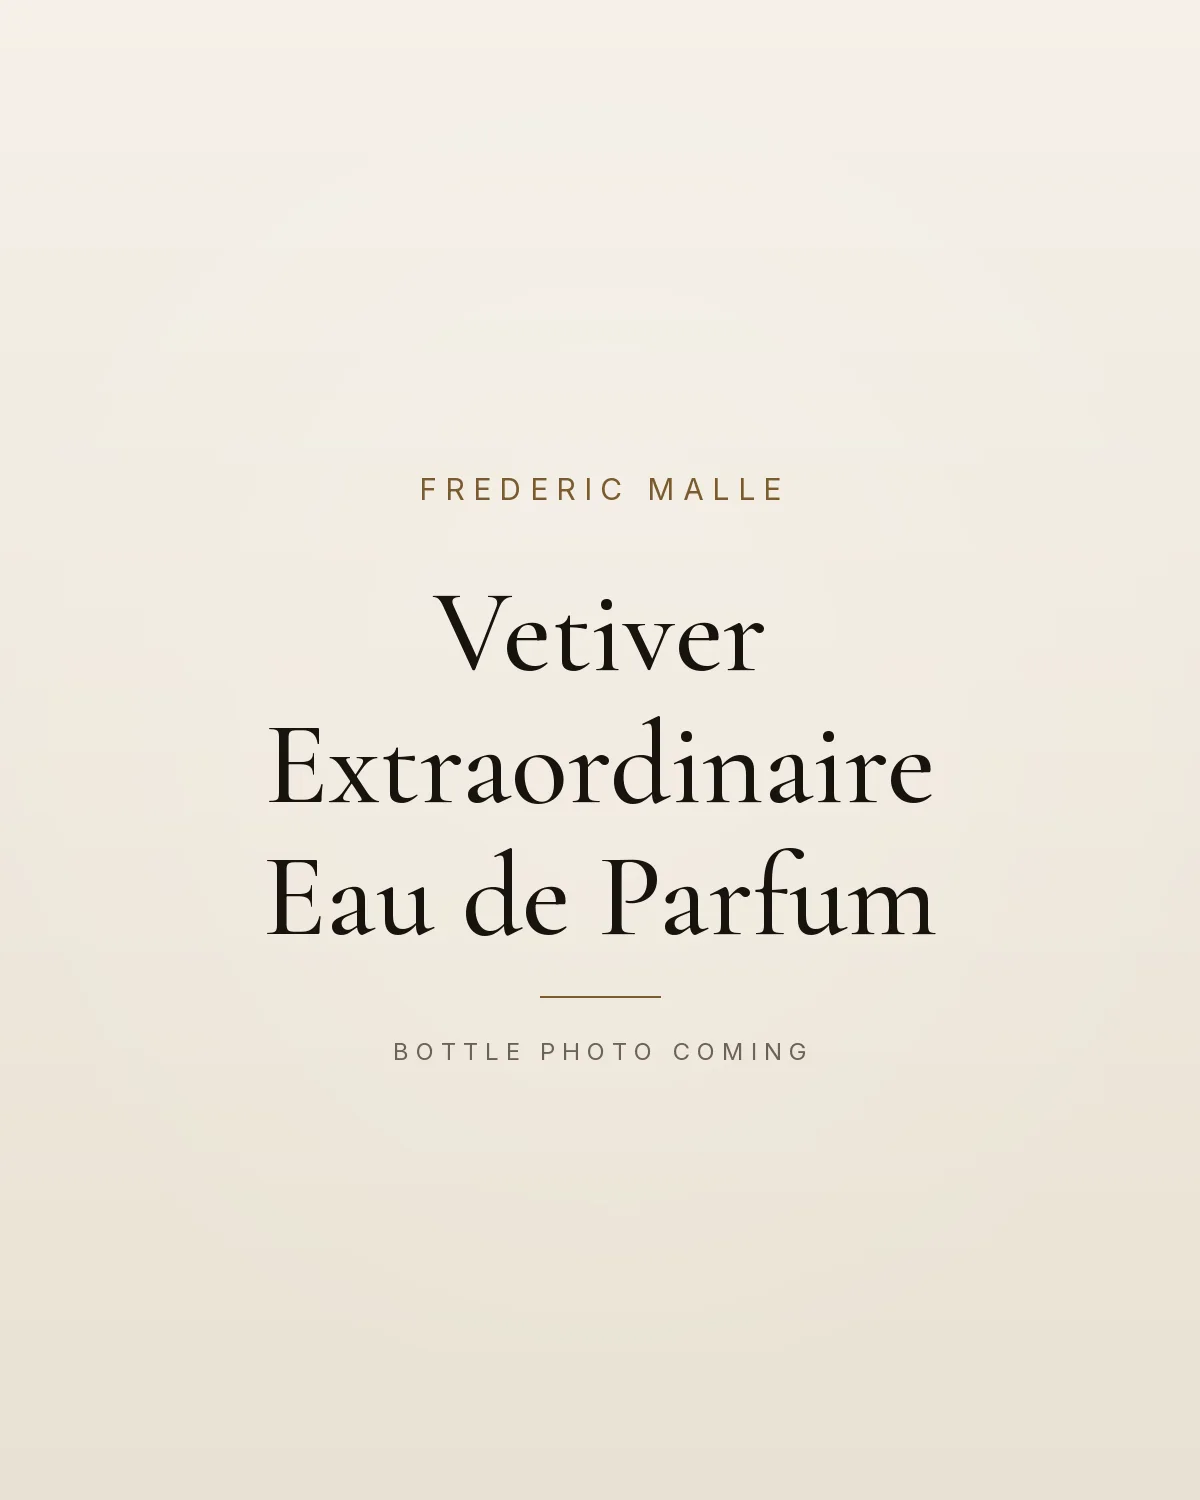 FREDERIC MALLE
Vetiver
Extraordinaire
Eau de Parfum
BOTTLE PHOTO COMING